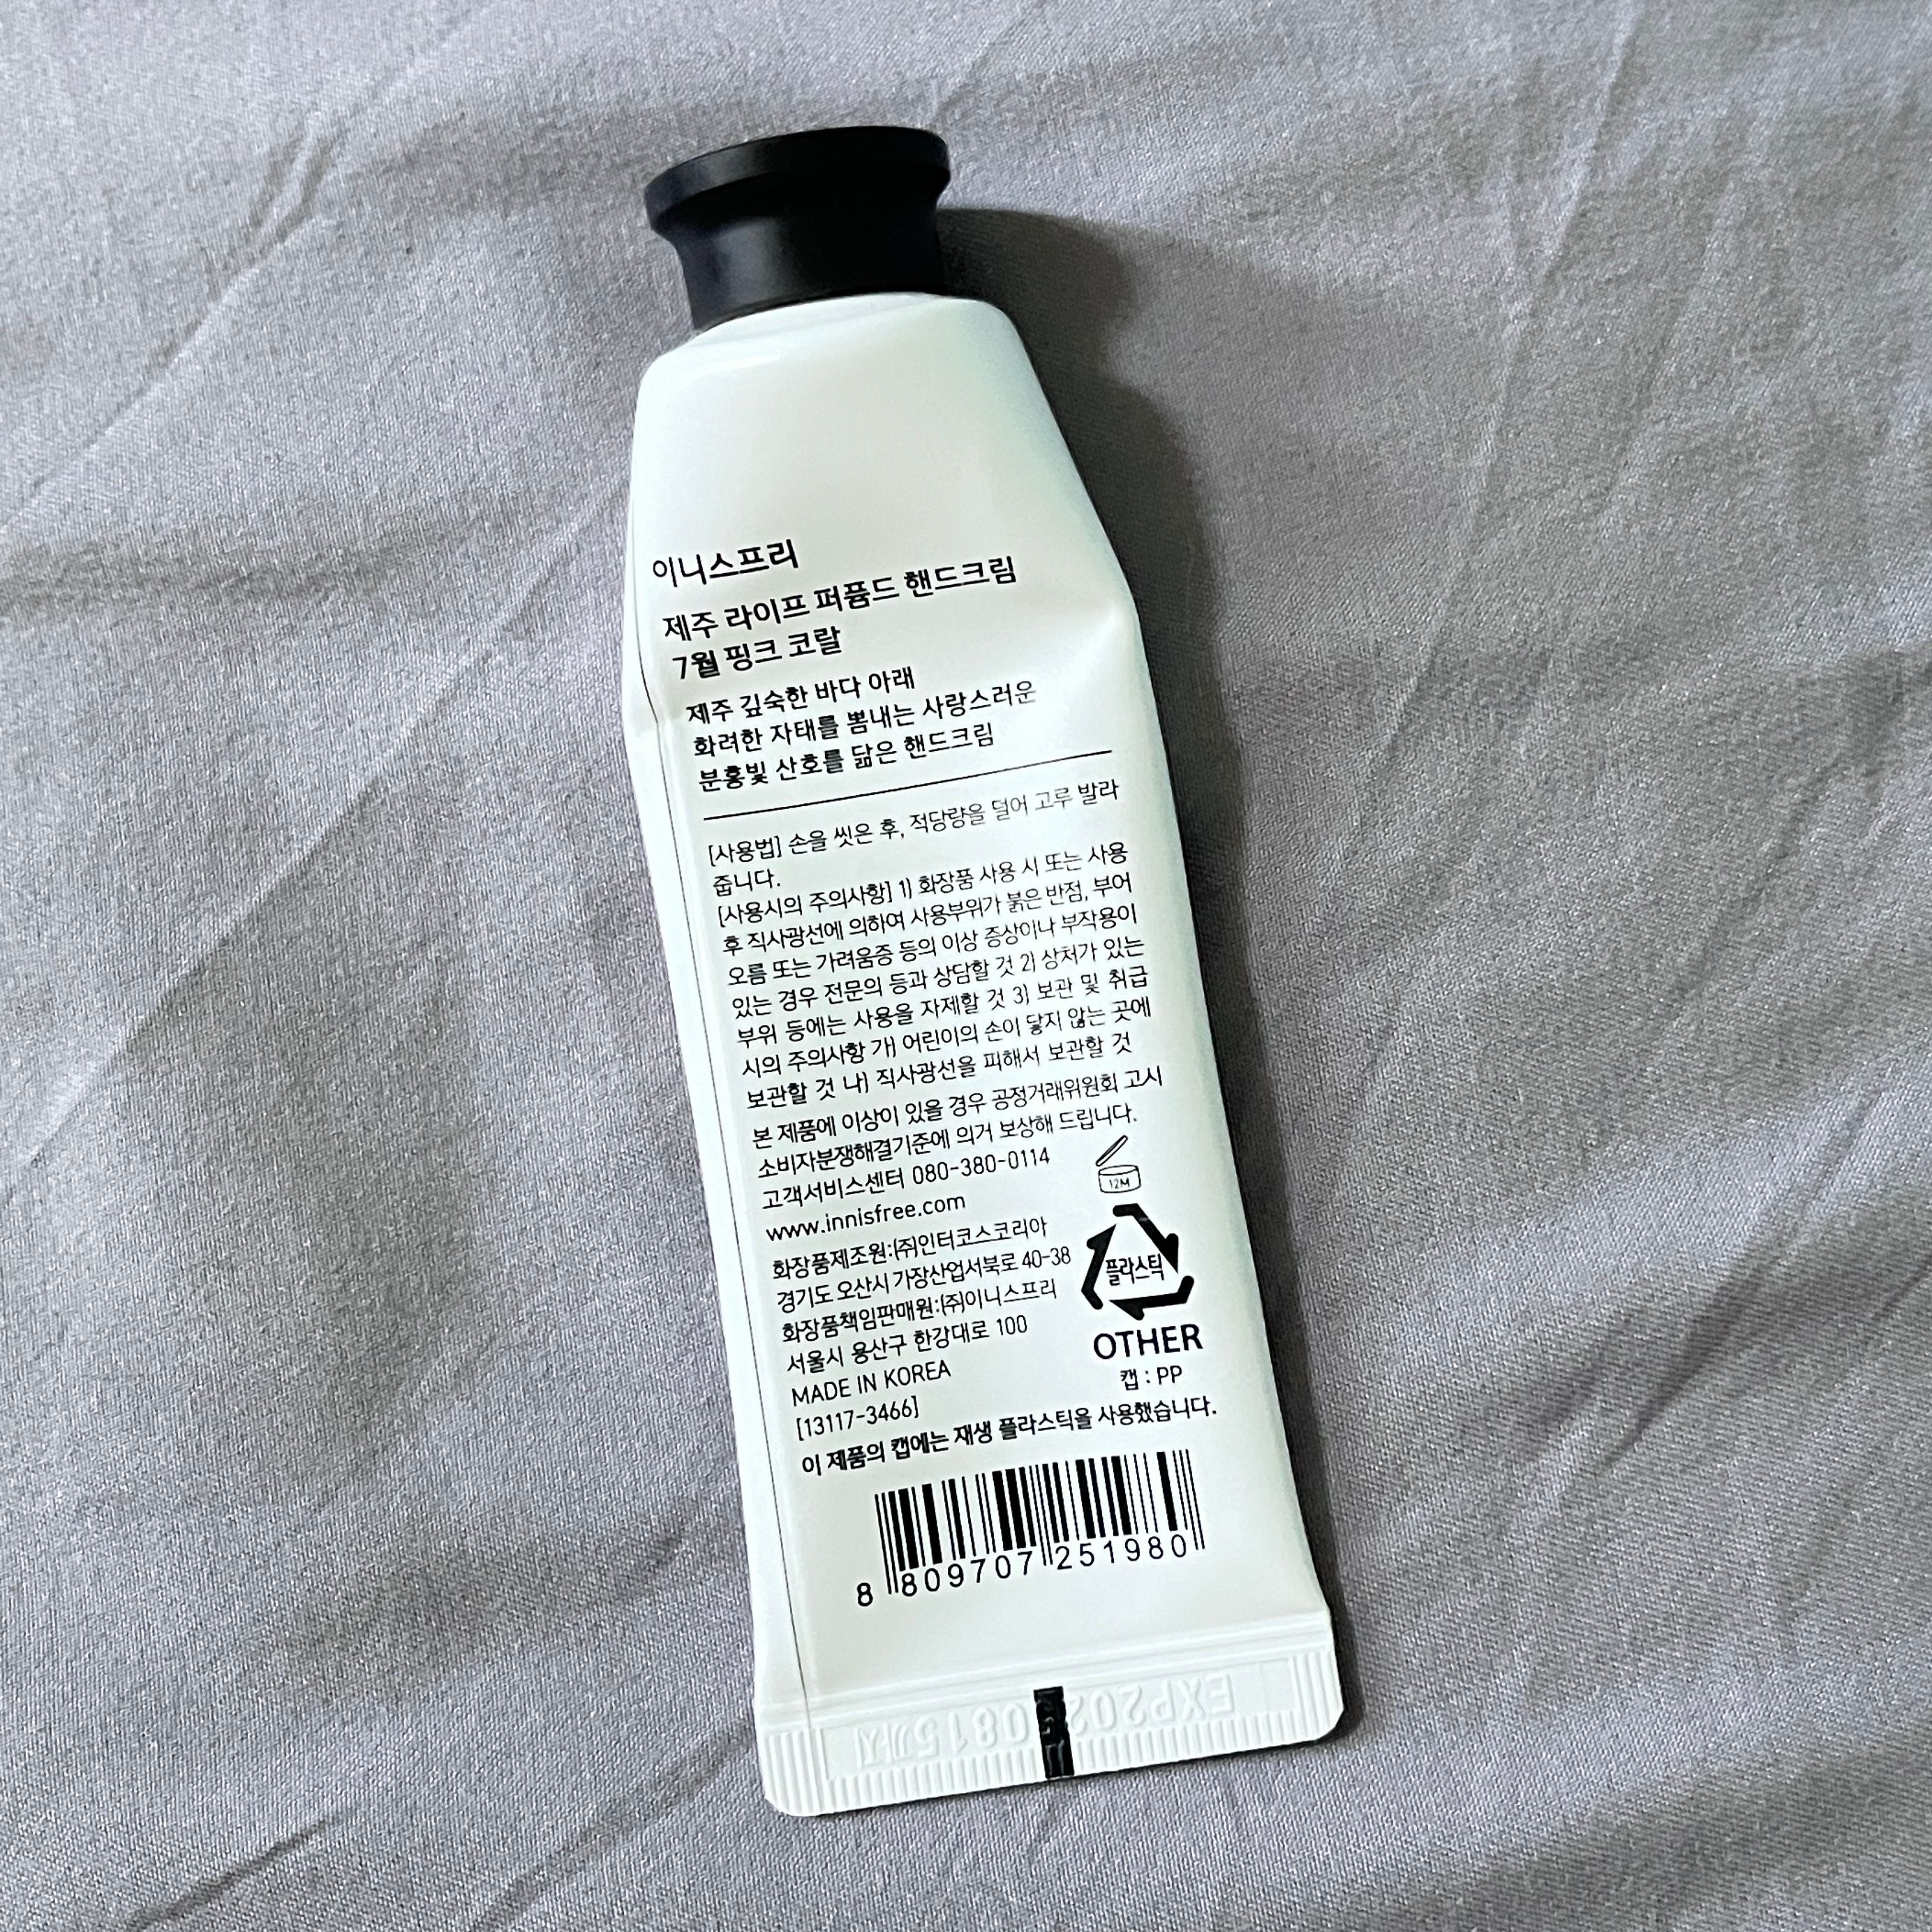 이니스프리
제주 라이프 퍼퓸드 핸드크림
7월 핑크 코랄
제주 깊숙한 바다 아래
화려한 자태를 뽐내는 사랑스러운
분홍빛 산호를 닮은 핸드크림
[사용법] 손을 씻은 후, 적당량을 덜어 고루 발라
줍니다.
[사용시의 주의사항] 1) 화장품 사용 시 또는 사용
후 직사광선에 의하여 사용부위가 붉은 반점, 부어
오름 또는 가려움증 등의 이상 증상이나 부작용이
있는 경우 전문의 등과 상담할 것 2) 상처가 있는
부위 등에는 사용을 자제할 것 3) 보관 및 취급
시의 주의사항 가) 어린이의 손이 닿지 않는 곳에
보관할 것 나) 직사광선을 피해서 보관할 것
본 제품에 이상이 있을 경우 공정거래위원회 고시
소비자분쟁해결기준에 의거 보상해 드립니다.
고객서비스센터 080-380-0114
www.innisfree.com
12M
화장품제조원:(주)인터코스코리아
경기도 오산시 가장산업서북로 40-38
화장품책임판매원:(주)이니스프리
서울시 용산구 한강대로 100
MADE IN KOREA
[13117-3466]
플라스틱
OTHER
캡 : PP
이 제품의 캡에는 재생 플라스틱을 사용했습니다.
8 809707 251980